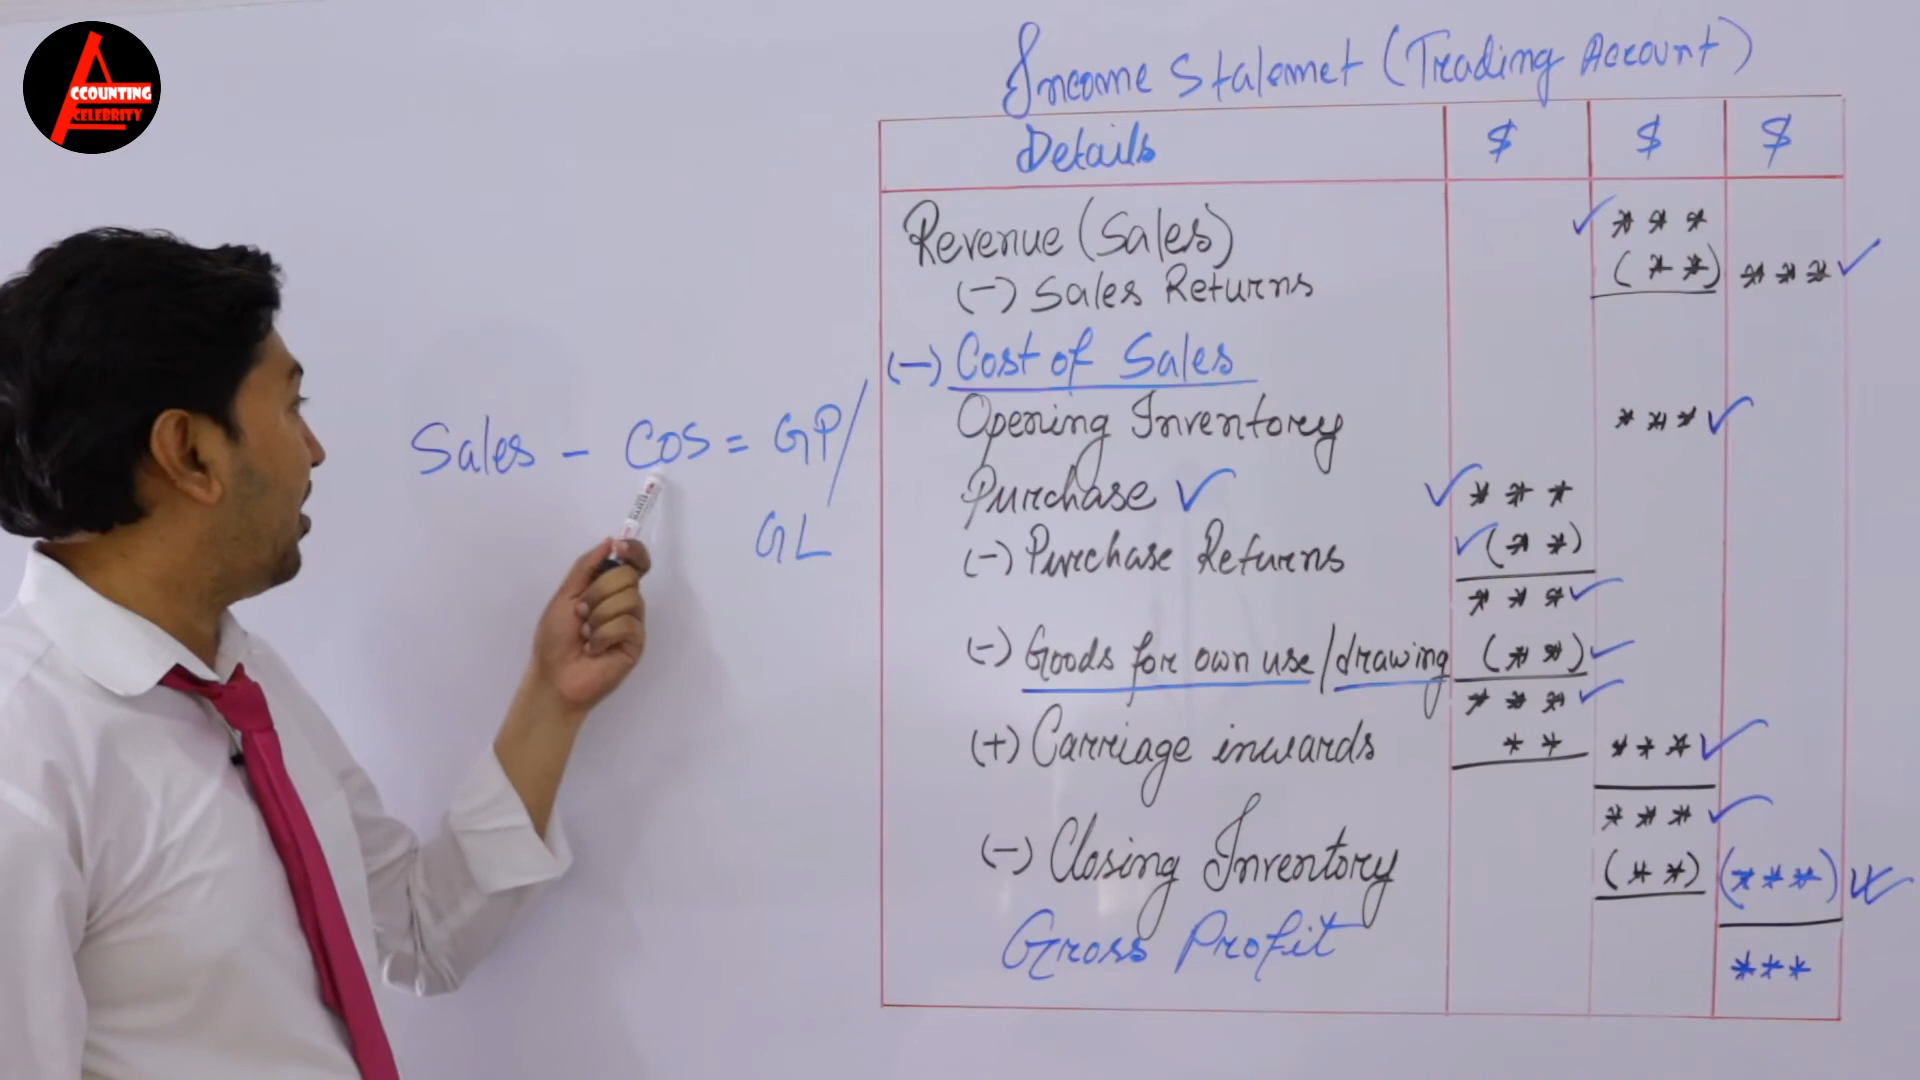 ACCOUNTING
CELEBRITY
Income Statemet (Trading Account)
Details $ $ $
Revenue (Sales) ***
(-) Sales Returns (**) ***
(-) Cost of Sales
Opening Inventory ***
Sales - COS = GP/
GL
Purchase ***
(-) Purchase Returns (**)
***
(-) Goods for own use/drawing (**)
***
(+) Carriage inwards ** ***
***
(-) Closing Inventory (**) (***)
Gross Profit ***